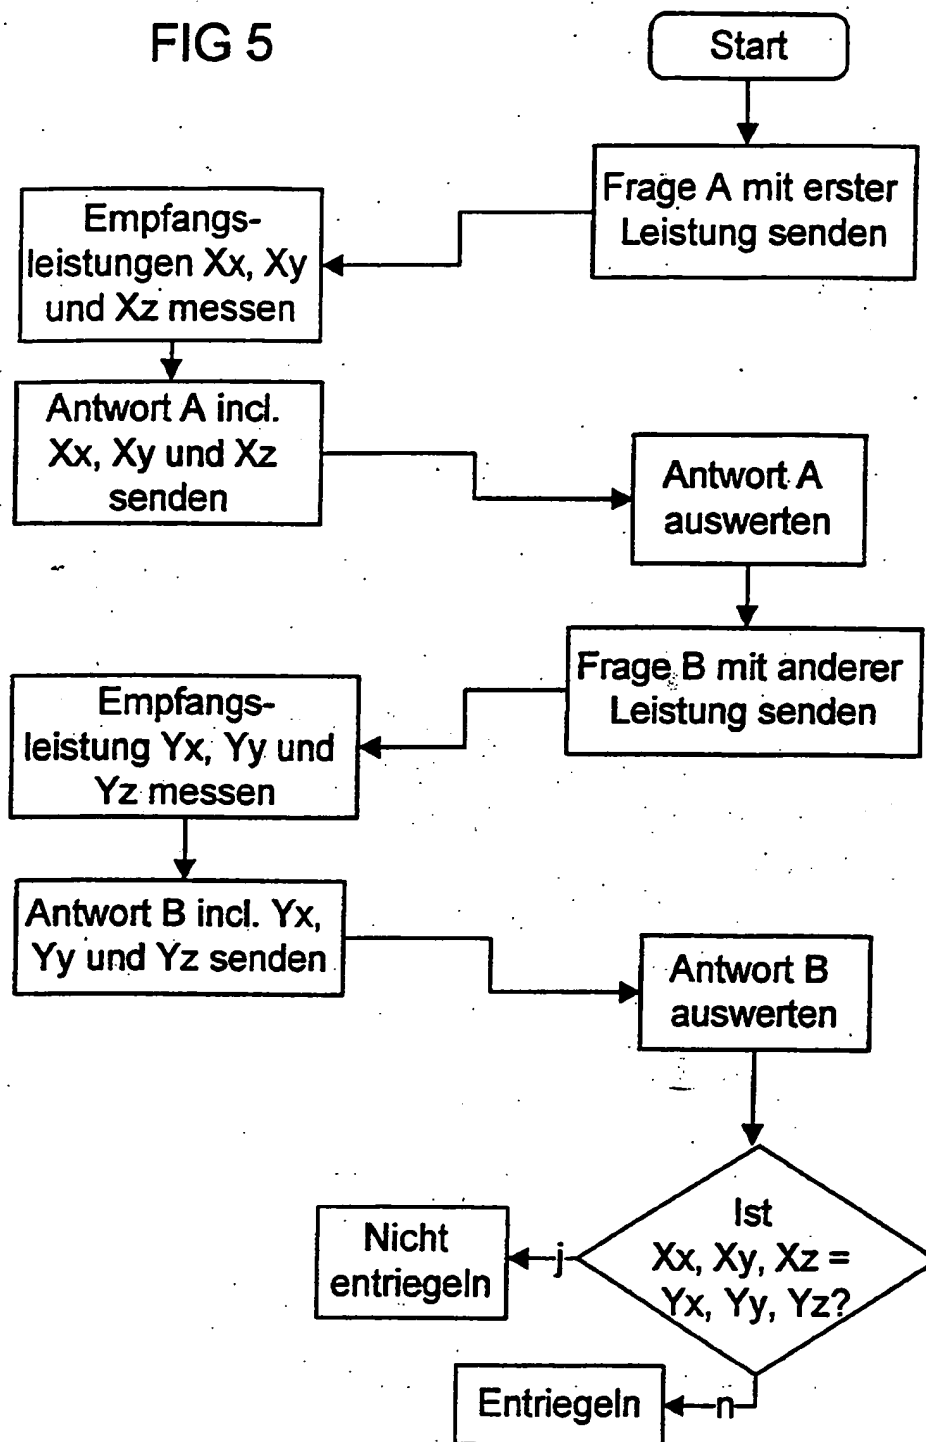 FIG 5
Start
Frage A mit erster
Leistung senden
Empfangs-
leistungen Xx, Xy
und Xz messen
Antwort A incl.
Xx, Xy und Xz
senden
Antwort A
auswerten
Frage B mit anderer
Leistung senden
Empfangs-
leistung Yx, Yy und
Yz messen
Antwort B incl. Yx,
Yy und Yz senden
Antwort B
auswerten
Ist
Xx, Xy, Xz =
Yx, Yy, Yz?
j
Nicht
entriegeln
n
Entriegeln